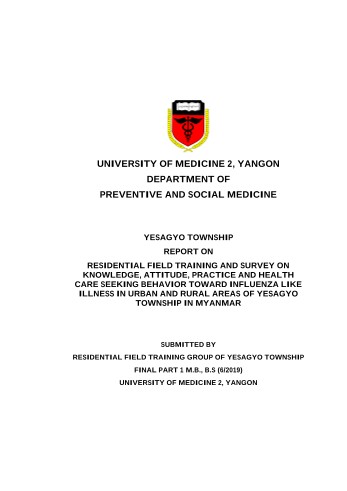 UNIVERSITY OF MEDICINE 2, YANGON
DEPARTMENT OF
PREVENTIVE AND SOCIAL MEDICINE
YESAGYO TOWNSHIP
REPORT ON
RESIDENTIAL FIELD TRAINING AND SURVEY ON
KNOWLEDGE, ATTITUDE, PRACTICE AND HEALTH
CARE SEEKING BEHAVIOR TOWARD INFLUENZA LIKE
ILLNESS IN URBAN AND RURAL AREAS OF YESAGYO
TOWNSHIP IN MYANMAR
SUBMITTED BY
RESIDENTIAL FIELD TRAINING GROUP OF YESAGYO TOWNSHIP
FINAL PART 1 M.B., B.S (6/2019)
UNIVERSITY OF MEDICINE 2, YANGON